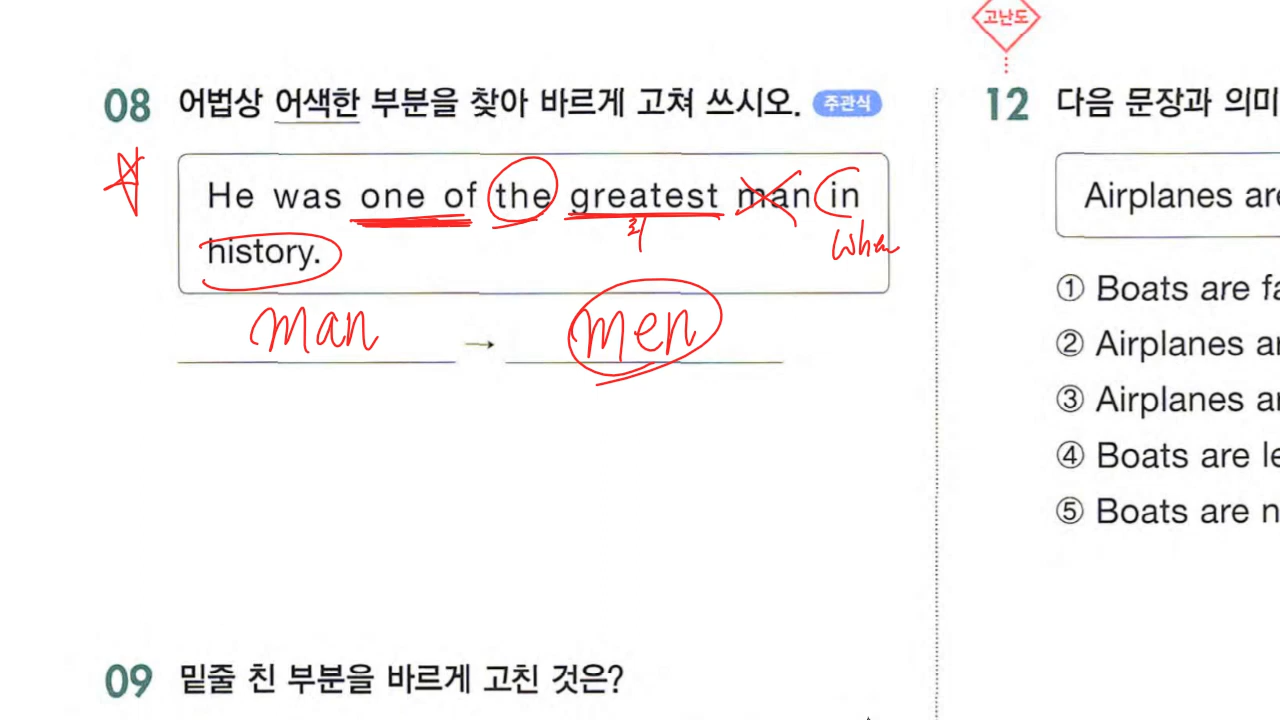 고난도
08 어법상 어색한 부분을 찾아 바르게 고쳐 쓰시오. 주관식
He was one of the greatest man in
최
when
history.
man → men
09 밑줄 친 부분을 바르게 고친 것은?
12 다음 문장과 의미
Airplanes are
① Boats are fa
② Airplanes ar
③ Airplanes ar
④ Boats are le
⑤ Boats are n